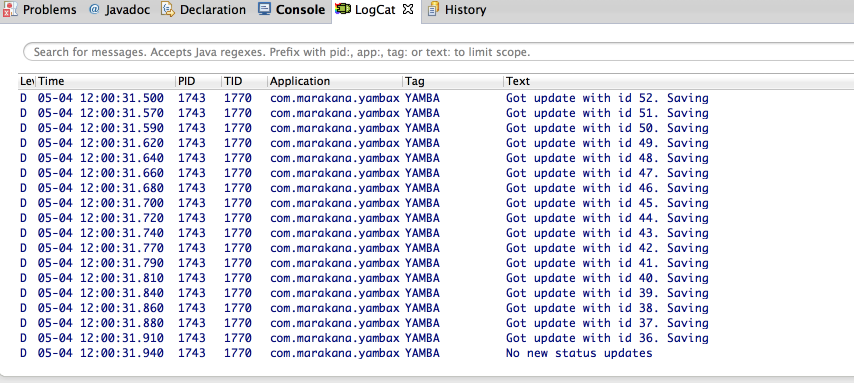 Problems @ Javadoc Declaration Console LogCat History
Search for messages. Accepts Java regexes. Prefix with pid:, app:, tag: or text: to limit scope.
Lev Time PID TID Application Tag Text
D 05-04 12:00:31.500 1743 1770 com.marakana.yambax YAMBA Got update with id 52. Saving
D 05-04 12:00:31.570 1743 1770 com.marakana.yambax YAMBA Got update with id 51. Saving
D 05-04 12:00:31.590 1743 1770 com.marakana.yambax YAMBA Got update with id 50. Saving
D 05-04 12:00:31.620 1743 1770 com.marakana.yambax YAMBA Got update with id 49. Saving
D 05-04 12:00:31.640 1743 1770 com.marakana.yambax YAMBA Got update with id 48. Saving
D 05-04 12:00:31.660 1743 1770 com.marakana.yambax YAMBA Got update with id 47. Saving
D 05-04 12:00:31.680 1743 1770 com.marakana.yambax YAMBA Got update with id 46. Saving
D 05-04 12:00:31.700 1743 1770 com.marakana.yambax YAMBA Got update with id 45. Saving
D 05-04 12:00:31.720 1743 1770 com.marakana.yambax YAMBA Got update with id 44. Saving
D 05-04 12:00:31.740 1743 1770 com.marakana.yambax YAMBA Got update with id 43. Saving
D 05-04 12:00:31.770 1743 1770 com.marakana.yambax YAMBA Got update with id 42. Saving
D 05-04 12:00:31.790 1743 1770 com.marakana.yambax YAMBA Got update with id 41. Saving
D 05-04 12:00:31.810 1743 1770 com.marakana.yambax YAMBA Got update with id 40. Saving
D 05-04 12:00:31.840 1743 1770 com.marakana.yambax YAMBA Got update with id 39. Saving
D 05-04 12:00:31.860 1743 1770 com.marakana.yambax YAMBA Got update with id 38. Saving
D 05-04 12:00:31.880 1743 1770 com.marakana.yambax YAMBA Got update with id 37. Saving
D 05-04 12:00:31.910 1743 1770 com.marakana.yambax YAMBA Got update with id 36. Saving
D 05-04 12:00:31.940 1743 1770 com.marakana.yambax YAMBA No new status updates